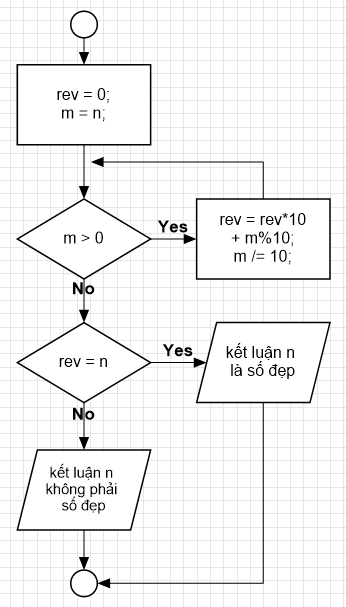 rev = 0;
m = n;
m > 0
Yes
rev = rev*10
+ m%10;
m /= 10;
No
rev = n
Yes
kết luận n
là số đẹp
No
kết luận n
không phải
số đẹp